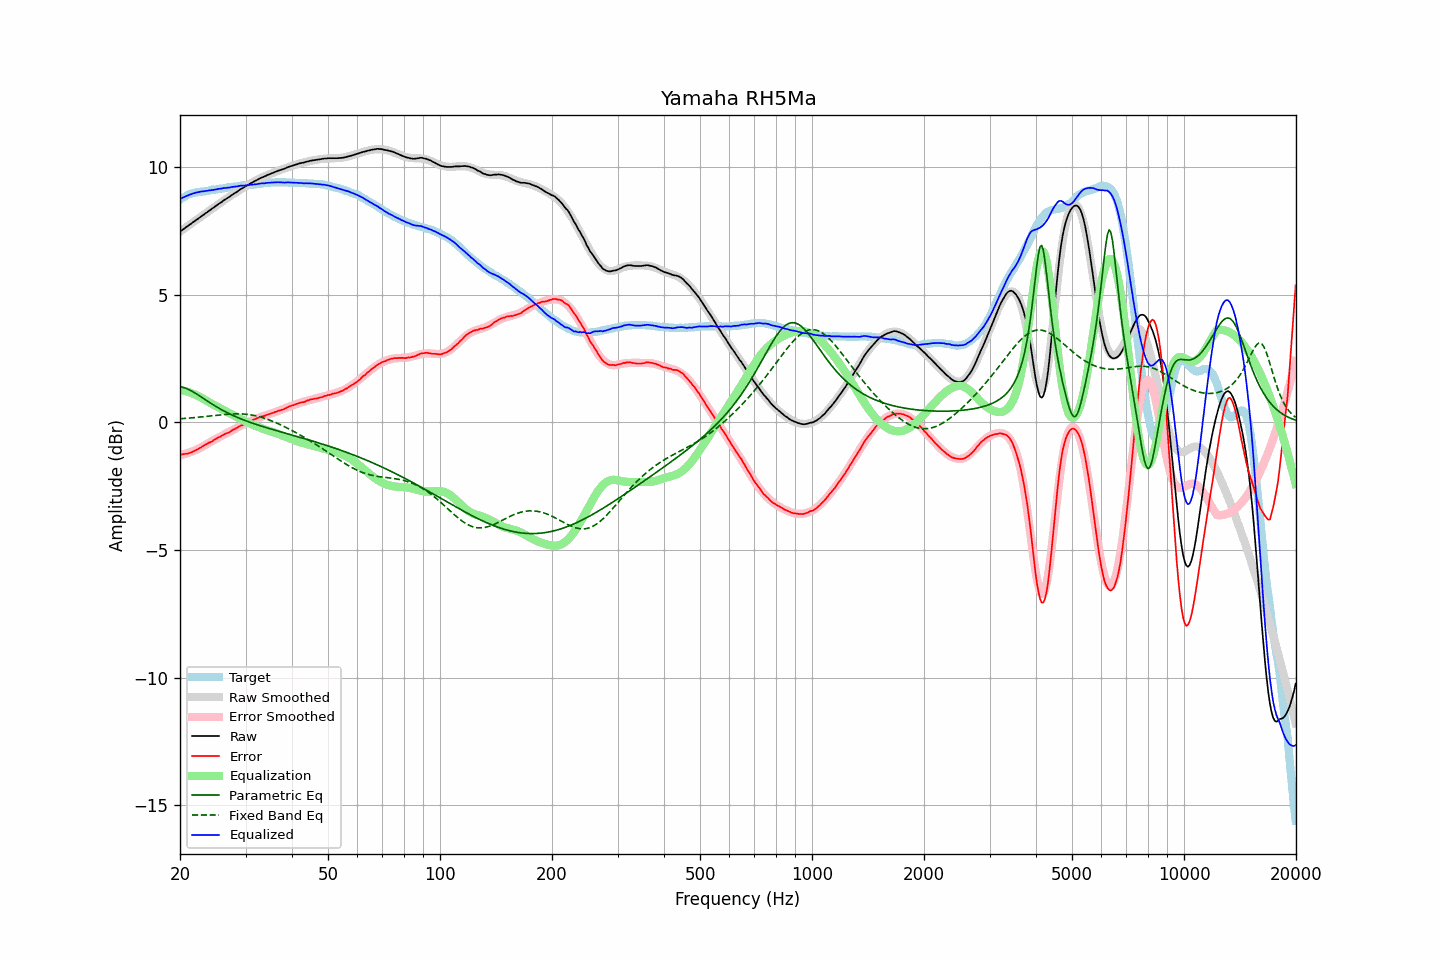 Yamaha RH5Ma
Amplitude (dBr)
10
5
0
−5
−10
−15
Target
Raw Smoothed
Error Smoothed
Raw
Error
Equalization
Parametric Eq
Fixed Band Eq
Equalized
20 50 100 200 500 1000 2000 5000 10000 20000
Frequency (Hz)